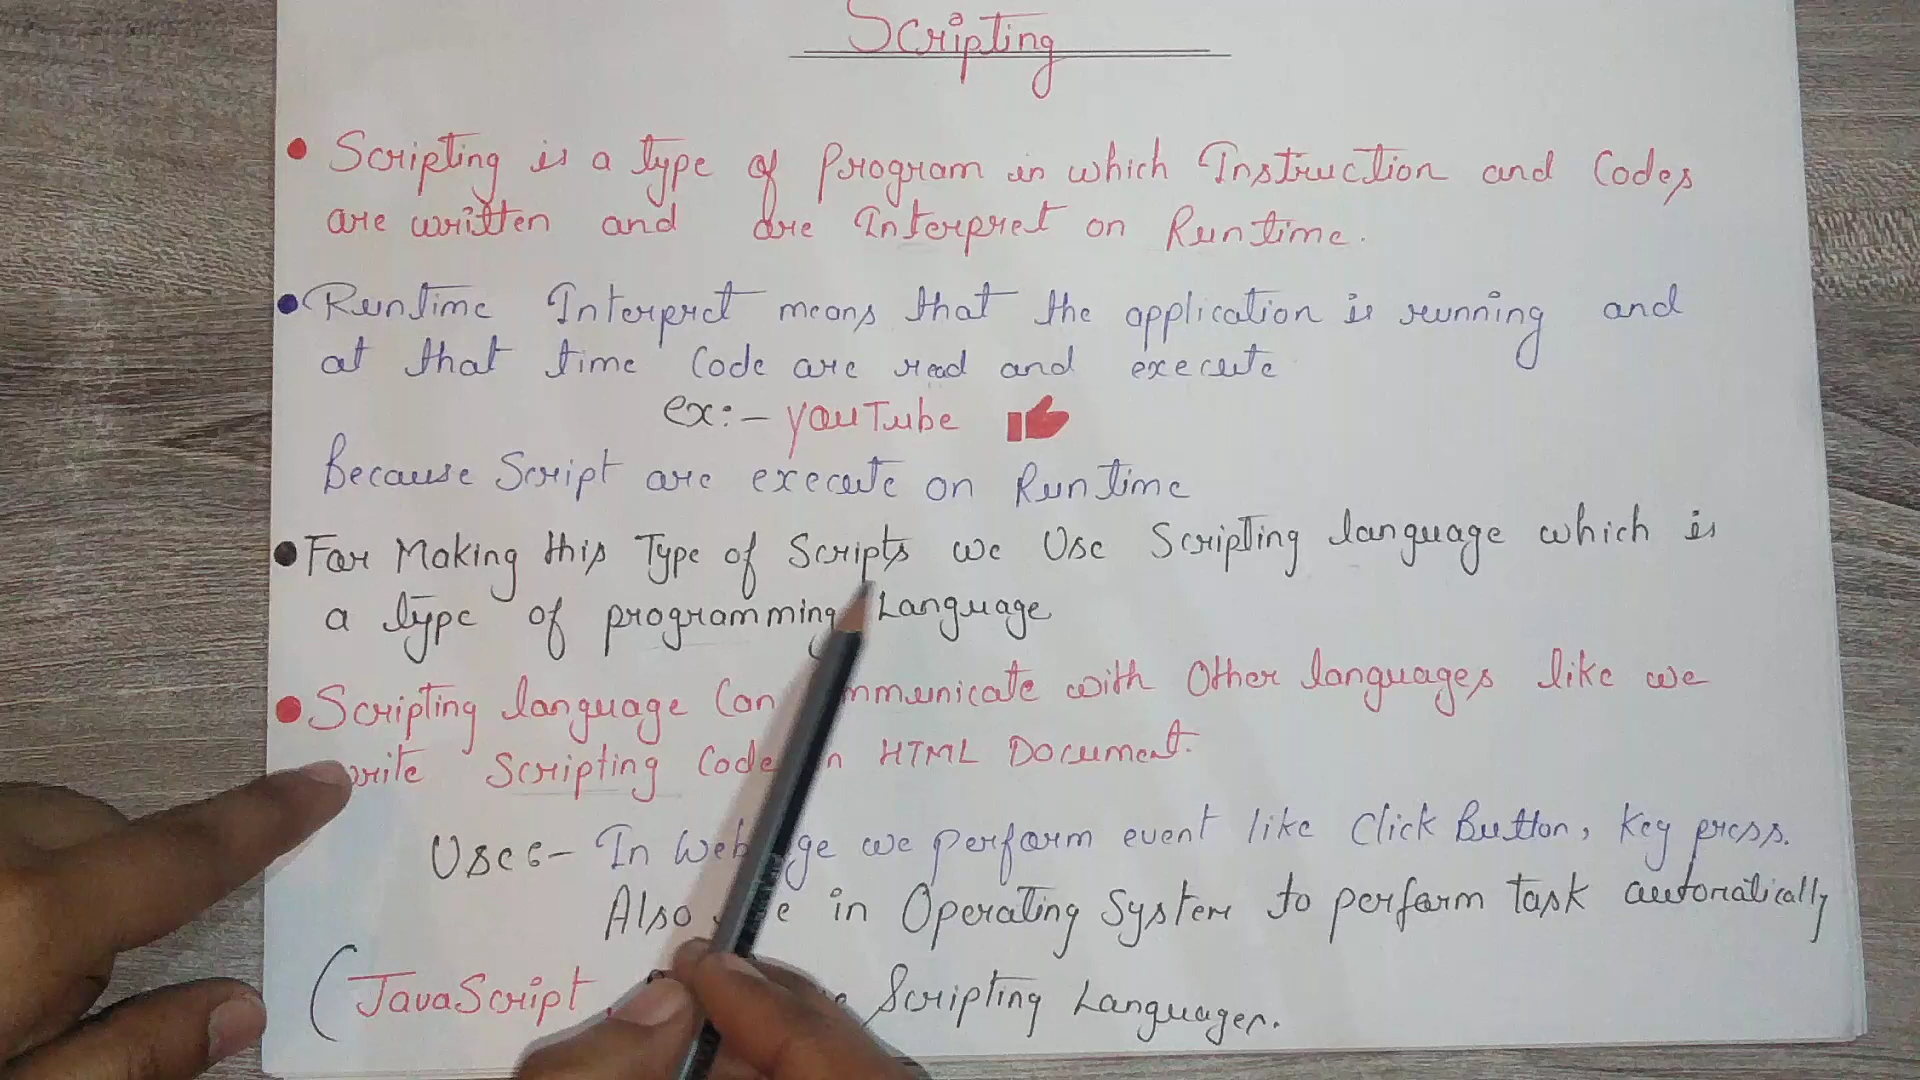 Scripting
Scripting is a type of Program in which Instruction and Codes
are written and are Interpret on Runtime.
Runtime Interpret means that the application is running and
at that time Code are read and execute
ex:- YouTube
Because Script are execute on Runtime
For Making this Type of Scripts we Use Scripting language which is
a type of programming Language
Scripting language Can mmunicate with Other languages like we
write Scripting Code n HTML Document.
Use:- In Web ge we perform event like Click Button, Key press.
Also in Operating System to perform task automatically
(JavaScript, Scripting Languages.